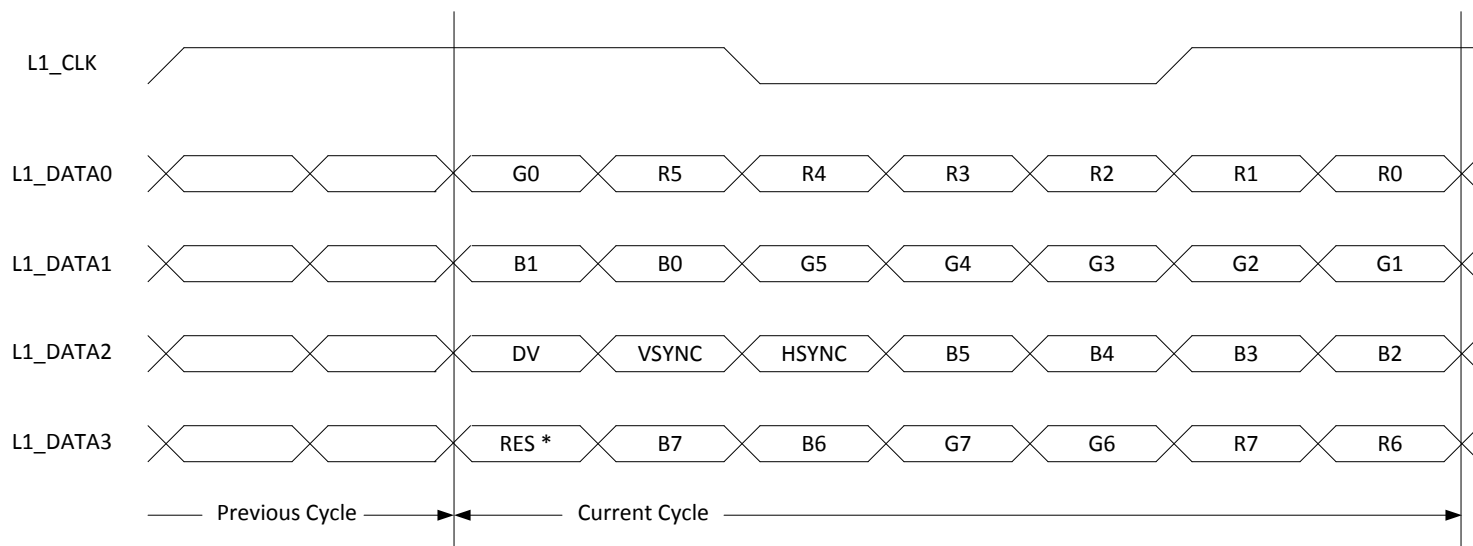 L1_CLK
L1_DATA0 G0 R5 R4 R3 R2 R1 R0
L1_DATA1 B1 B0 G5 G4 G3 G2 G1
L1_DATA2 DV VSYNC HSYNC B5 B4 B3 B2
L1_DATA3 RES * B7 B6 G7 G6 R7 R6
Previous Cycle Current Cycle